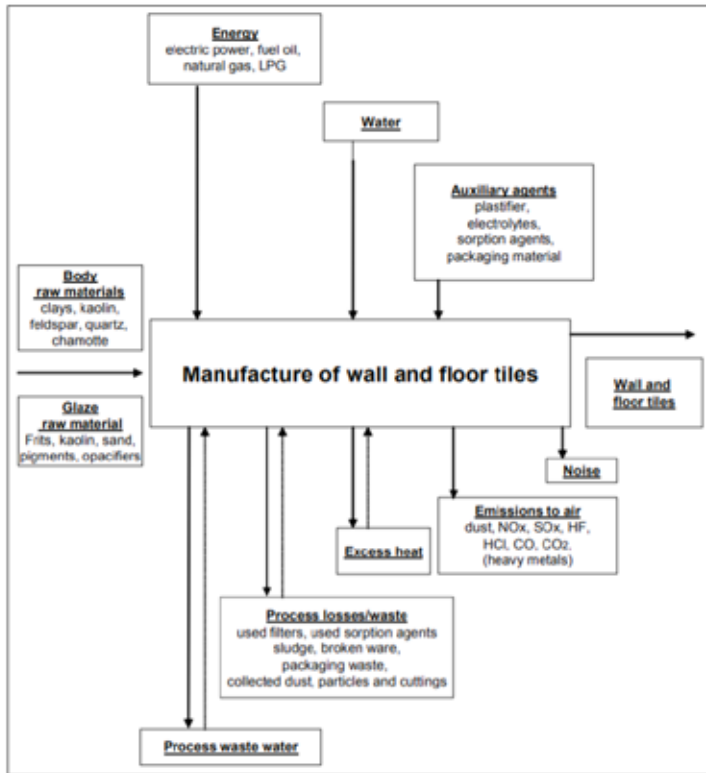 Energy
electric power, fuel oil,
natural gas, LPG
Water
Auxiliary agents
plastifier,
electrolytes,
sorption agents,
packaging material
Body
raw materials
clays, kaolin,
feldspar, quartz,
chamotte
Manufacture of wall and floor tiles
Wall and
floor tiles
Glaze
raw material
Frits, kaolin, sand,
pigments, opacifiers
Noise
Emissions to air
dust, NOx, SOx, HF,
HCl, CO, CO2,
(heavy metals)
Excess heat
Process losses/waste
used filters, used sorption agents
sludge, broken ware,
packaging waste,
collected dust, particles and cuttings
Process waste water